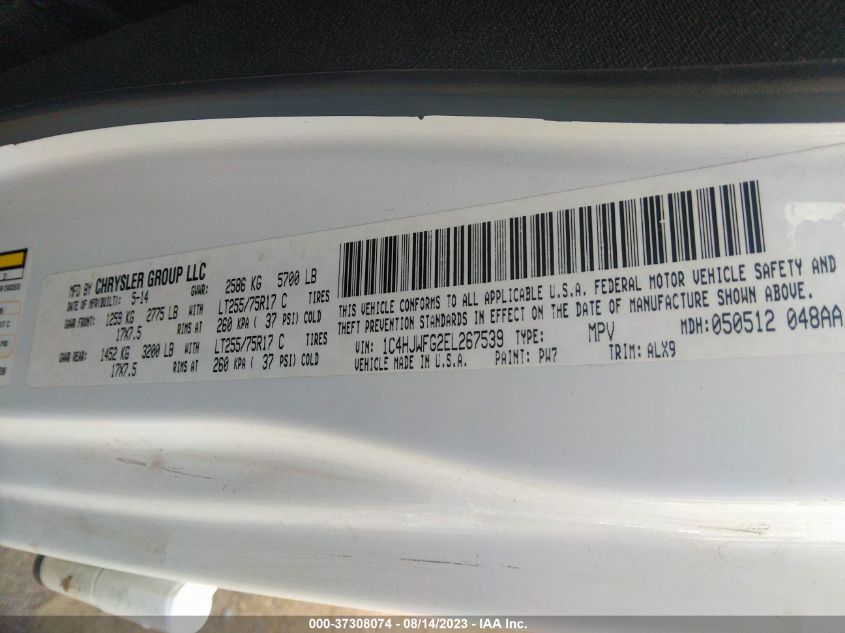 MFD BY CHRYSLER GROUP LLC
DATE OF MFR(BUILT): 5-14 GVWR: 2586 KG 5700 LB
GAWR FRONT: 1259 KG 2775 LB WITH LT255/75R17 C TIRES
17X7.5 RIMS AT 260 KPA ( 37 PSI) COLD
GAWR REAR: 1452 KG 3200 LB WITH LT255/75R17 C TIRES
17X7.5 RIMS AT 260 KPA ( 37 PSI) COLD
THIS VEHICLE CONFORMS TO ALL APPLICABLE U.S.A. FEDERAL MOTOR VEHICLE SAFETY AND
THEFT PREVENTION STANDARDS IN EFFECT ON THE DATE OF MANUFACTURE SHOWN ABOVE.
VIN: 1C4HJWFG2EL267539 TYPE: MPV MDH:050512 048AA
VEHICLE MADE IN U.S.A. PAINT: PW7 TRIM: ALX9
000-37308074 - 08/14/2023 - IAA Inc.